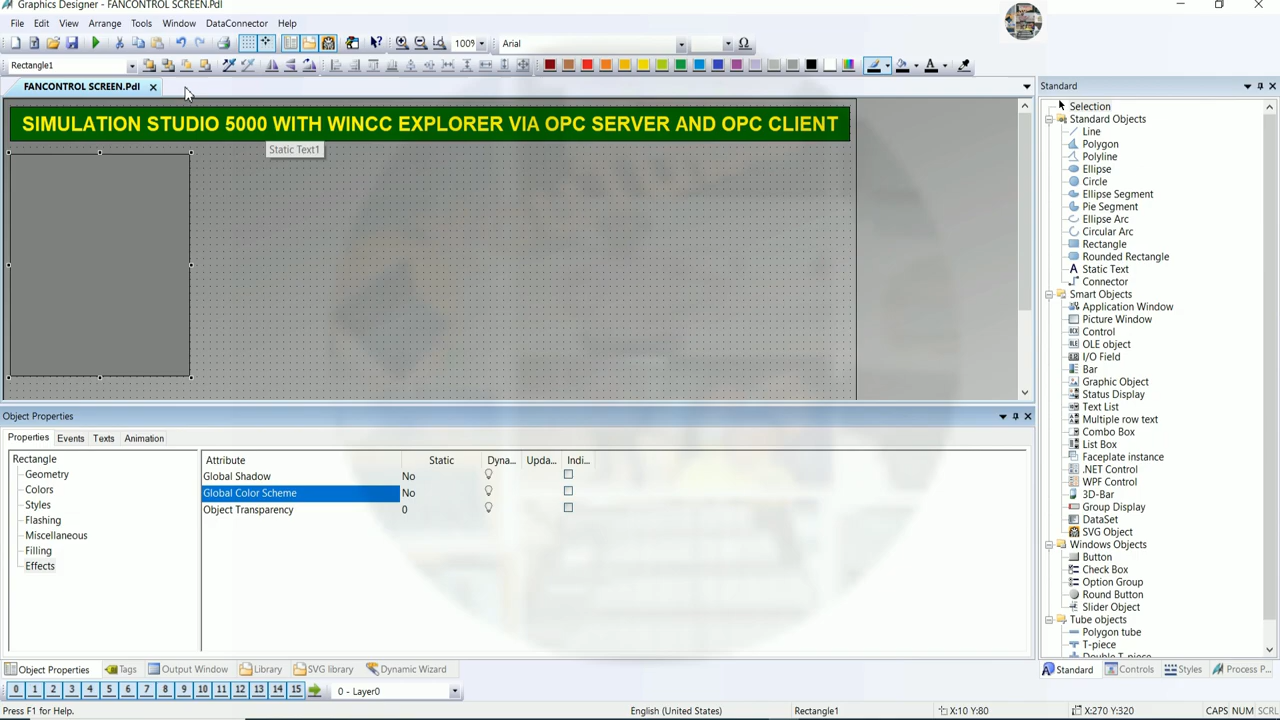 Graphics Designer - [FANCONTROL SCREEN.Pdl
File Edit View Arrange Tools Window DataConnector Help
100% Arial Ω
Rectangle1
FANCONTROL SCREEN.Pdl
SIMULATION STUDIO 5000 WITH WINCC EXPLORER VIA OPC SERVER AND OPC CLIENT
Static Text1
Object Properties
Properties Events Texts Animation
Rectangle
Geometry
Colors
Styles
Flashing
Miscellaneous
Filling
Effects
Attribute Static Dyna... Upda... Indi...
Global Shadow No
Global Color Scheme No
Object Transparency 0
Standard
Selection
Standard Objects
Line
Polygon
Polyline
Ellipse
Circle
Ellipse Segment
Pie Segment
Ellipse Arc
Circular Arc
Rectangle
Rounded Rectangle
Static Text
Connector
Smart Objects
Application Window
Picture Window
Control
OLE object
I/O Field
Bar
Graphic Object
Status Display
Text List
Multiple row text
Combo Box
List Box
Faceplate instance
.NET Control
WPF Control
3D-Bar
Group Display
DataSet
SVG Object
Windows Objects
Button
Check Box
Option Group
Round Button
Slider Object
Tube objects
Polygon tube
T-piece
Double T-piece
Object Properties Tags Output Window Library SVG library Dynamic Wizard
Standard Controls Styles Process P...
0 1 2 3 4 5 6 7 8 9 10 11 12 13 14 15 0 - Layer0
Press F1 for Help. English (United States) Rectangle1 X:10 Y:80 X:270 Y:320 CAPS NUM SCRL